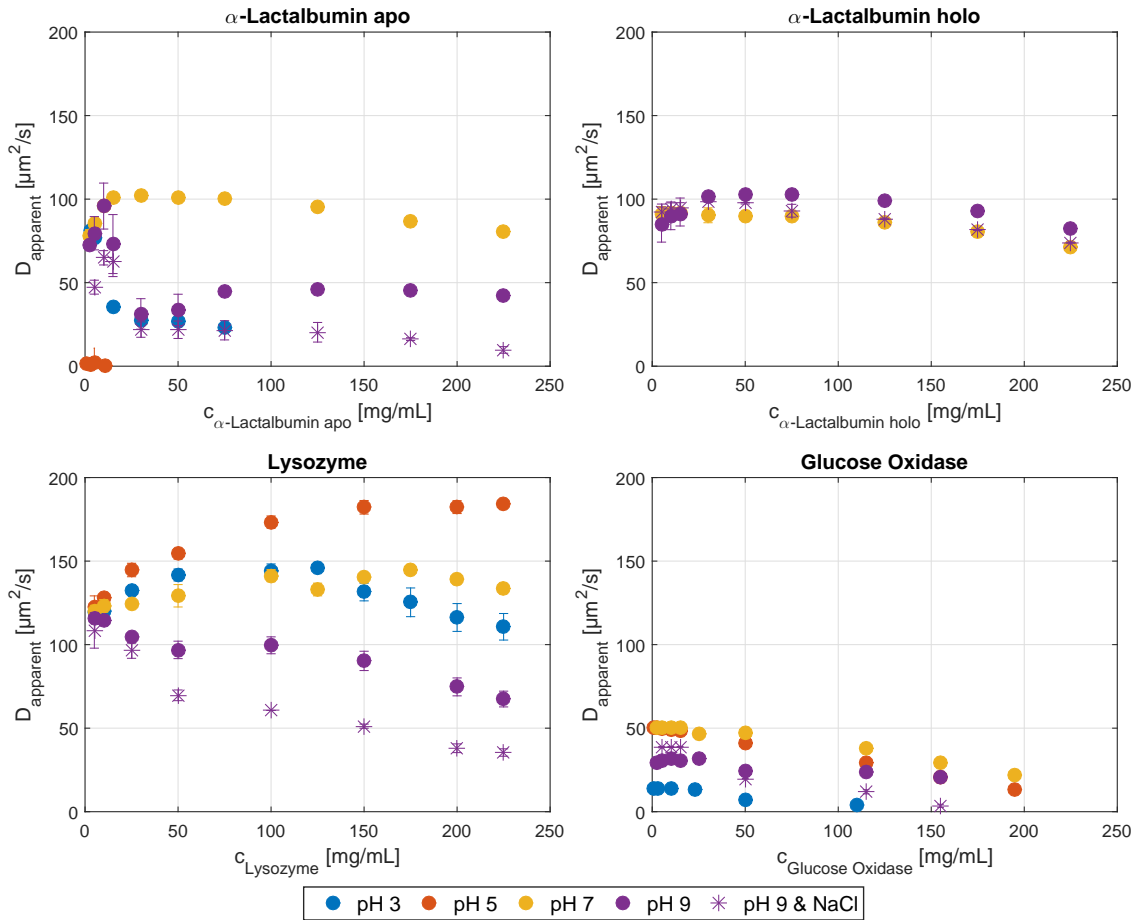 α-Lactalbumin apo
200
150
100
50
0
D_apparent [µm²/s]
0 50 100 150 200 250
c_α-Lactalbumin apo [mg/mL]
α-Lactalbumin holo
200
150
100
50
0
D_apparent [µm²/s]
0 50 100 150 200 250
c_α-Lactalbumin holo [mg/mL]
Lysozyme
200
150
100
50
0
D_apparent [µm²/s]
0 50 100 150 200 250
c_Lysozyme [mg/mL]
Glucose Oxidase
200
150
100
50
0
D_apparent [µm²/s]
0 50 100 150 200 250
c_Glucose Oxidase [mg/mL]
pH 3 pH 5 pH 7 pH 9 pH 9 & NaCl